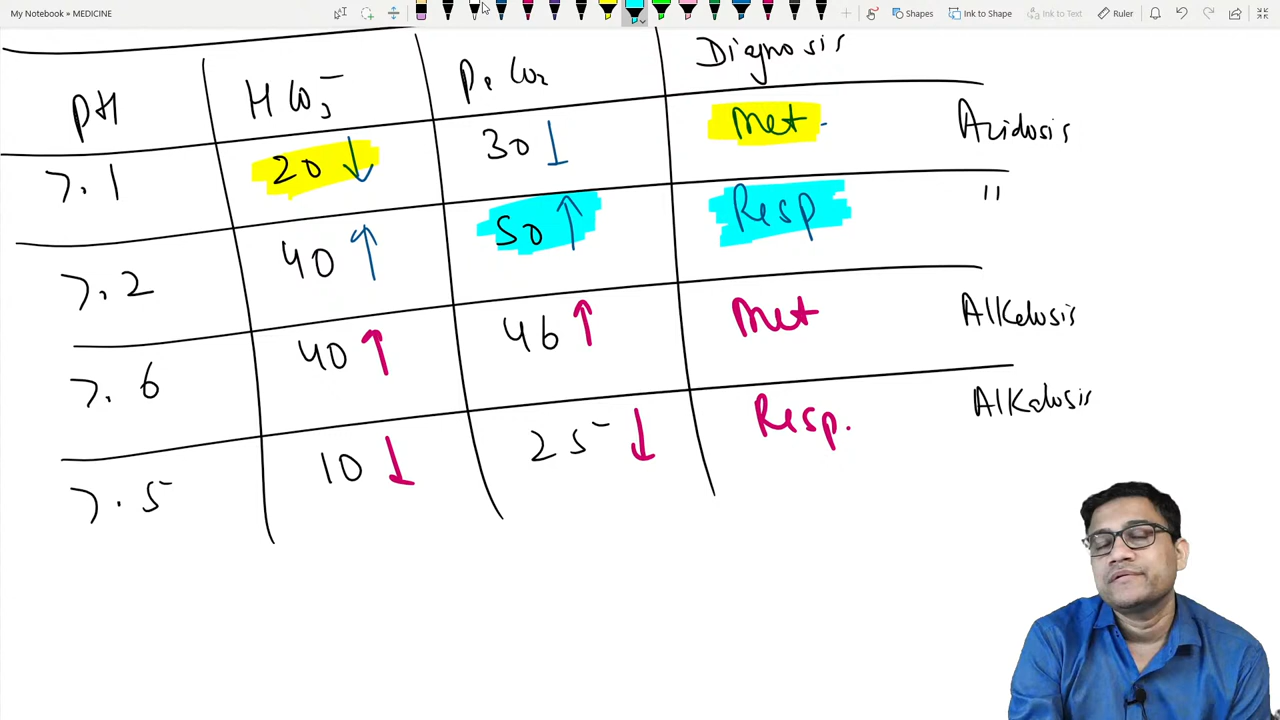 My Notebook » MEDICINE
Shapes Ink to Shape Ink to Text Ruler
pH HCO3- PaCO2 Diagnosis
7.1 20 ↓ 30 ↓ Met Acidosis
7.2 40 ↑ 50 ↑ Resp "
7.6 40 ↑ 46 ↑ Met Alkalosis
7.5 10 ↓ 25 ↓ Resp. Alkalosis